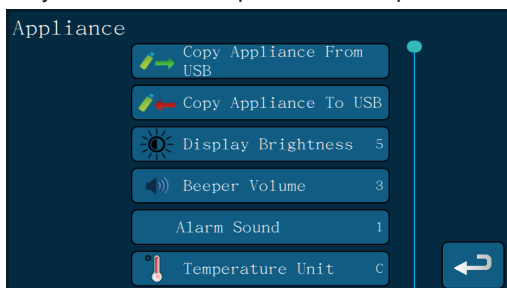 Appliance
Copy Appliance From
USB
Copy Appliance To USB
Display Brightness 5
Beeper Volume 3
Alarm Sound 1
Temperature Unit C